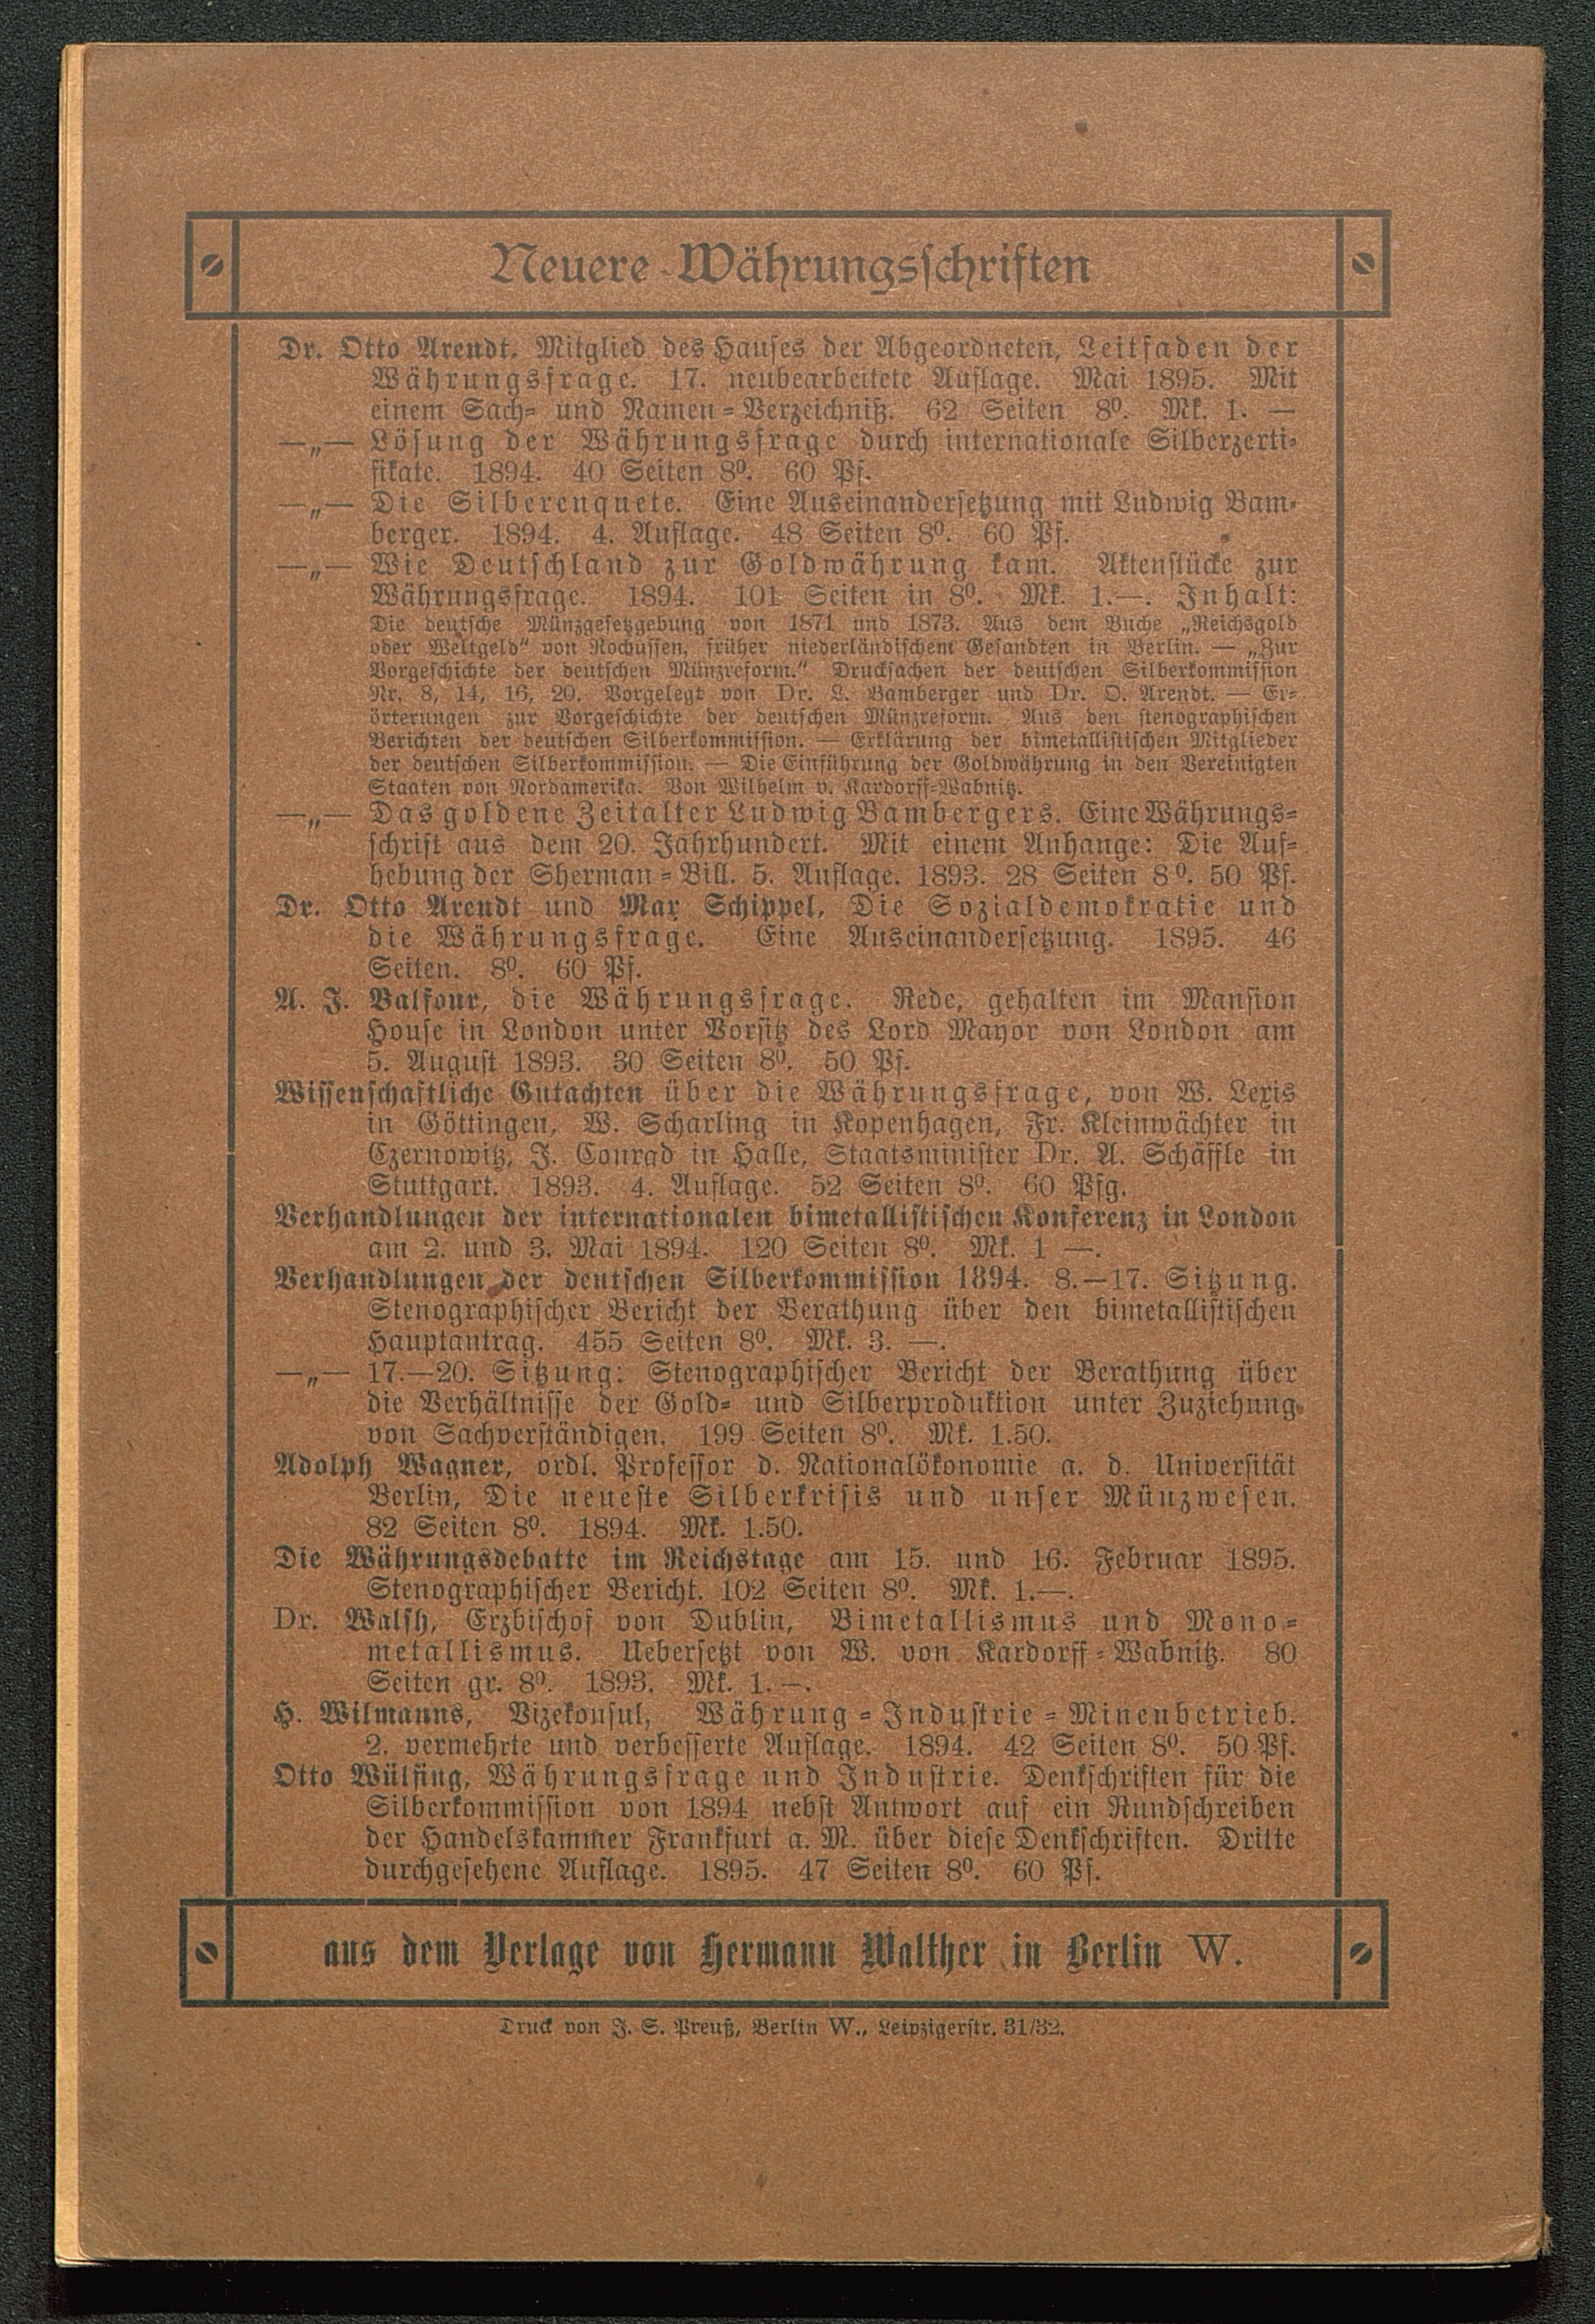 Neuere Währungsschriften
Dr. Otto Arendt. Mitglied des Hauses der Abgeordneten, Leitfaden der
Währungsfrage. 17. neubearbeitete Auflage. Mai 1895. Mit
einem Sach- und Namen-Verzeichniß. 62 Seiten 8⁰. Mk. 1. —
—„— Lösung der Währungsfrage durch internationale Silberzerti-
fikate. 1894. 40 Seiten 8⁰. 60 Pf.
—„— Die Silberenquete. Eine Auseinandersetzung mit Ludwig Bam-
berger. 1894. 4. Auflage. 48 Seiten 8⁰. 60 Pf.
—„— Wie Deutschland zur Goldwährung kam. Aktenstücke zur
Währungsfrage. 1894. 101 Seiten in 8⁰. Mk. 1.—. Inhalt:
Die deutsche Münzgesetzgebung von 1871 und 1873. Aus dem Buche „Reichsgold
oder Weltgeld“ von Rochussen, früher niederländischem Gesandten in Berlin. — „Zur
Vorgeschichte der deutschen Münzreform.“ Drucksachen der deutschen Silberkommission
Nr. 8, 14, 16, 20. Vorgelegt von Dr. L. Bamberger und Dr. O. Arendt. — Er-
örterungen zur Vorgeschichte der deutschen Münzreform. Aus den stenographischen
Berichten der deutschen Silberkommission. — Erklärung der bimetallistischen Mitglieder
der deutschen Silberkommission. — Die Einführung der Goldwährung in den Vereinigten
Staaten von Nordamerika. Von Wilhelm v. Kardorff-Wabnitz.
—„— Das goldene Zeitalter Ludwig Bambergers. Eine Währungs-
schrift aus dem 20. Jahrhundert. Mit einem Anhange: Die Auf-
hebung der Sherman-Bill. 5. Auflage. 1893. 28 Seiten 8⁰. 50 Pf.
Dr. Otto Arendt und Max Schippel, Die Sozialdemokratie und
die Währungsfrage. Eine Auseinandersetzung. 1895. 46
Seiten. 8⁰. 60 Pf.
A. J. Balfour, die Währungsfrage. Rede, gehalten im Mansion
House in London unter Vorsitz des Lord Mayor von London am
5. August 1893. 30 Seiten 8⁰. 50 Pf.
Wissenschaftliche Gutachten über die Währungsfrage, von W. Lexis
in Göttingen, W. Scharling in Kopenhagen, Fr. Kleinwächter in
Czernowitz, J. Conrad in Halle, Staatsminister Dr. A. Schäffle in
Stuttgart. 1893. 4. Auflage. 52 Seiten 8⁰. 60 Pfg.
Verhandlungen der internationalen bimetallistischen Konferenz in London
am 2. und 3. Mai 1894. 120 Seiten 8⁰. Mk. 1 —.
Verhandlungen der deutschen Silberkommission 1894. 8.—17. Sitzung.
Stenographischer Bericht der Berathung über den bimetallistischen
Hauptantrag. 455 Seiten 8⁰. Mk. 3. —.
—„— 17.—20. Sitzung: Stenographischer Bericht der Berathung über
die Verhältnisse der Gold- und Silberproduktion unter Zuziehung
von Sachverständigen. 199 Seiten 8⁰. Mk. 1.50.
Adolph Wagner, ordl. Professor d. Nationalökonomie a. d. Universität
Berlin, Die neueste Silberkrisis und unser Münzwesen.
82 Seiten 8⁰. 1894. Mk. 1.50.
Die Währungsdebatte im Reichstage am 15. und 16. Februar 1895.
Stenographischer Bericht. 102 Seiten 8⁰. Mk. 1.—.
Dr. Walsh, Erzbischof von Dublin, Bimetallismus und Mono-
metallismus. Uebersetzt von W. von Kardorff-Wabnitz. 80
Seiten gr. 8⁰. 1893. Mk. 1.—.
H. Wilmanns, Vizekonsul, Währung-Industrie-Minenbetrieb.
2. vermehrte und verbesserte Auflage. 1894. 42 Seiten 8⁰. 50 Pf.
Otto Wülfing, Währungsfrage und Industrie. Denkschriften für die
Silberkommission von 1894 nebst Antwort auf ein Rundschreiben
der Handelskammer Frankfurt a. M. über diese Denkschriften. Dritte
durchgesehene Auflage. 1895. 47 Seiten 8⁰. 60 Pf.
aus dem Verlage von Hermann Walther in Berlin W.
Druck von J. S. Preuß, Berlin W., Leipzigerstr. 31/32.